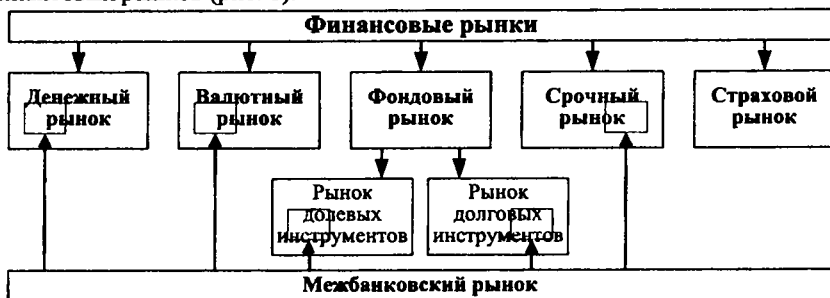 Финансовые рынки
Денежный
рынок
Валютный
рынок
Фондовый
рынок
Срочный
рынок
Страховой
рынок
Рынок
долевых
инструментов
Рынок
долговых
инструментов
Межбанковский рынок